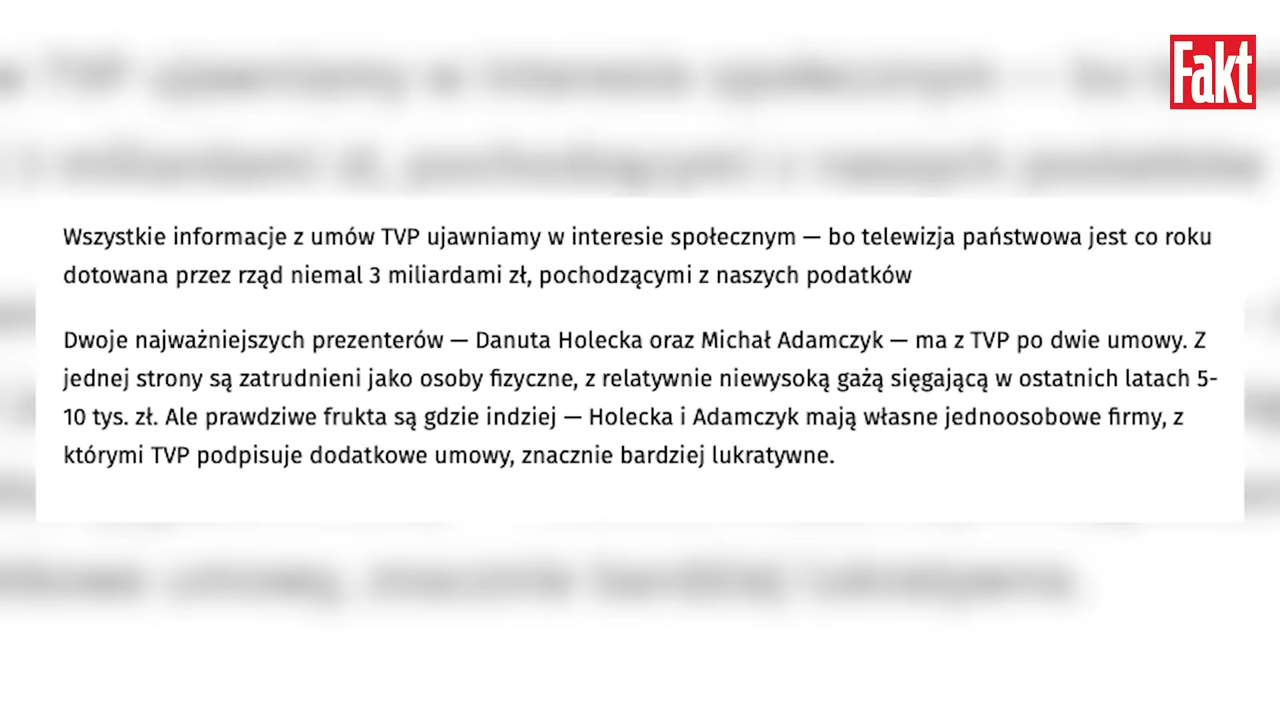 Fakt
Wszystkie informacje z umów TVP ujawniamy w interesie społecznym — bo telewizja państwowa jest co roku
dotowana przez rząd niemal 3 miliardami zł, pochodzącymi z naszych podatków
Dwoje najważniejszych prezenterów — Danuta Holecka oraz Michał Adamczyk — ma z TVP po dwie umowy. Z
jednej strony są zatrudnieni jako osoby fizyczne, z relatywnie niewysoką gażą sięgającą w ostatnich latach 5-
10 tys. zł. Ale prawdziwe frukta są gdzie indziej — Holecka i Adamczyk mają własne jednoosobowe firmy, z
którymi TVP podpisuje dodatkowe umowy, znacznie bardziej lukratywne.